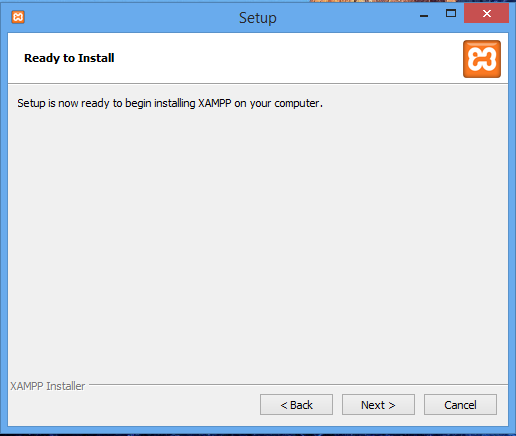 Setup
Ready to Install
Setup is now ready to begin installing XAMPP on your computer.
XAMPP Installer
< Back
Next >
Cancel